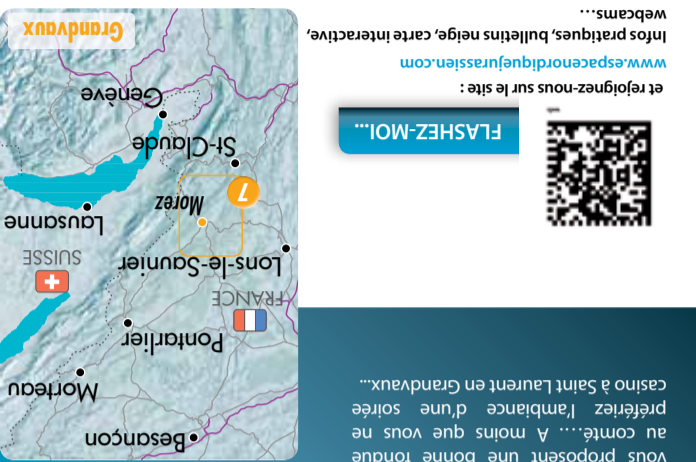 vous proposent une bonne fondue
au comté.... A moins que vous ne
préfériez l'ambiance d'une soirée
casino à Saint Laurent en Grandvaux...
FLASHEZ-MOI...
et rejoignez-nous sur le site :
www.espacenordiquejurassien.com
Infos pratiques, bulletins neige, carte interactive,
webcams...
Besançon
Morteau
Pontarlier
FRANCE
Lons-le-Saunier
SUISSE
Lausanne
Morez
7
St-Claude
Genève
Grandvaux